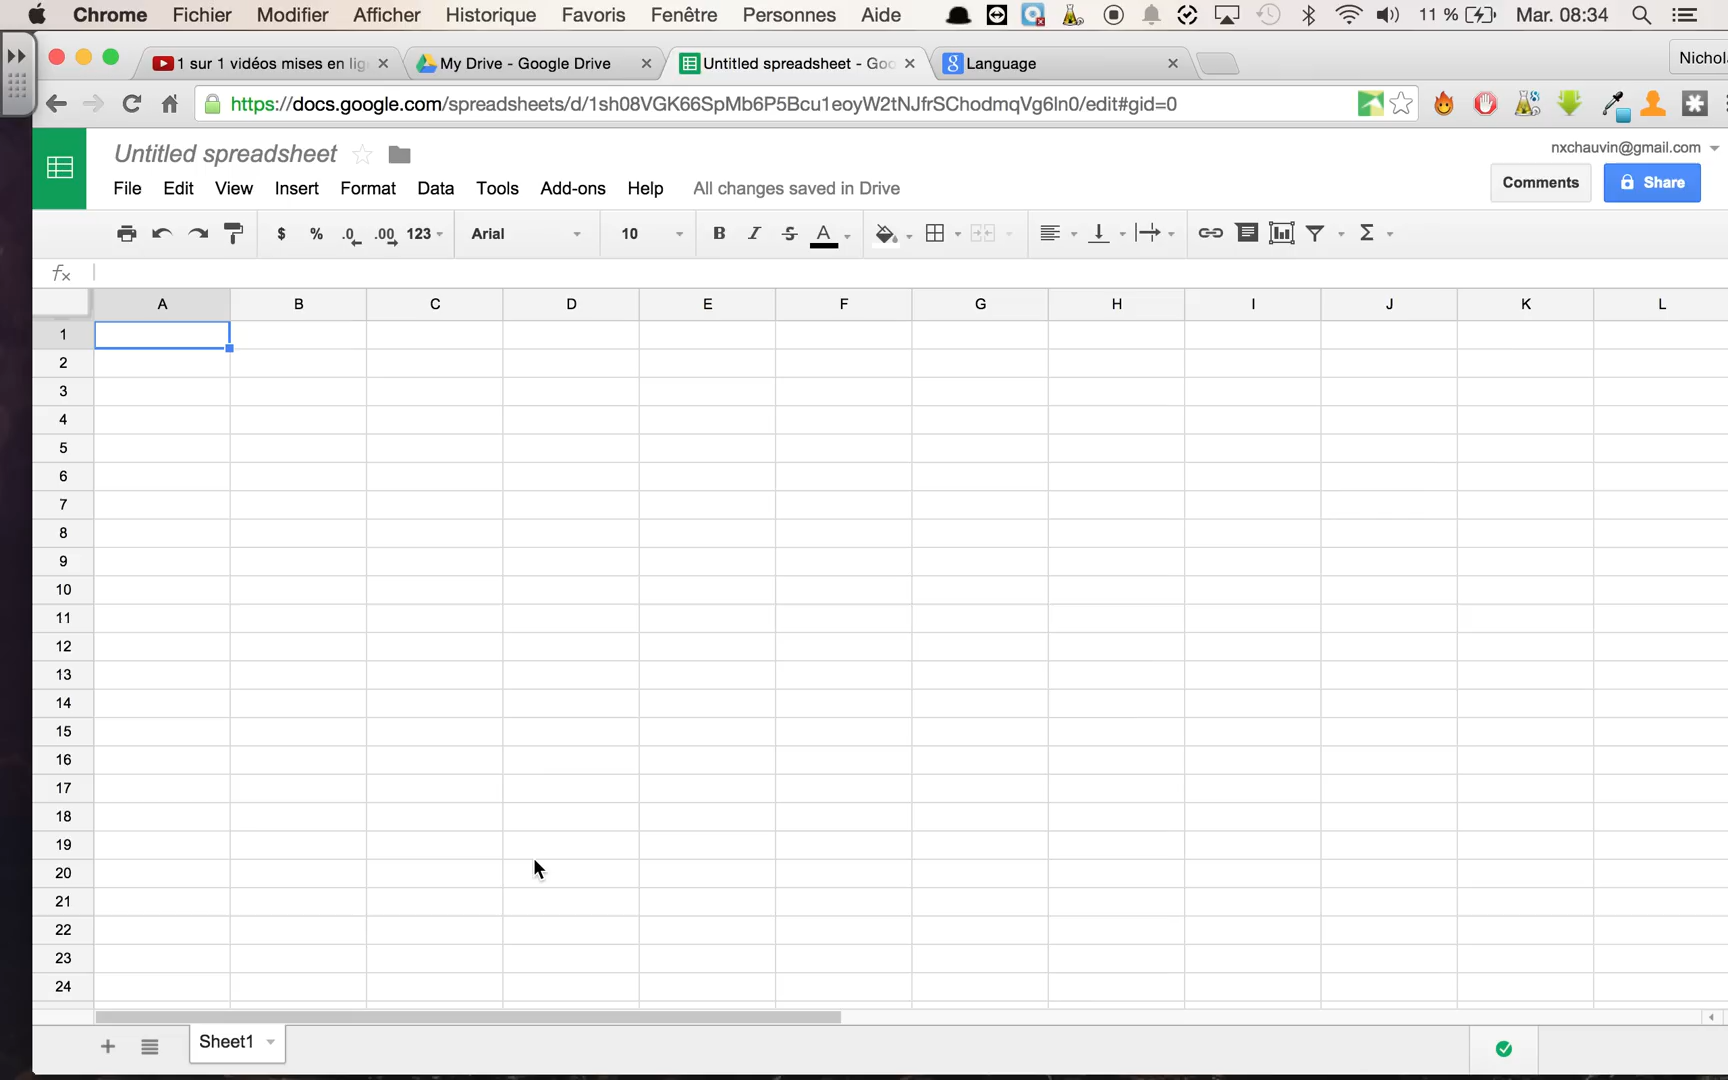 Chrome Fichier Modifier Afficher Historique Favoris Fenêtre Personnes Aide 11 % Mar. 08:34
1 sur 1 vidéos mises en lig My Drive - Google Drive Untitled spreadsheet - Goo Language Nichol
https://docs.google.com/spreadsheets/d/1sh08VGK66SpMb6P5Bcu1eoyW2tNJfrSChodmqVg6ln0/edit#gid=0
Untitled spreadsheet nxchauvin@gmail.com
File Edit View Insert Format Data Tools Add-ons Help All changes saved in Drive Comments Share
$ % .0 .00 123 Arial 10 B I S A Σ
fx
A B C D E F G H I J K L
1
2
3
4
5
6
7
8
9
10
11
12
13
14
15
16
17
18
19
20
21
22
23
24
+ Sheet1